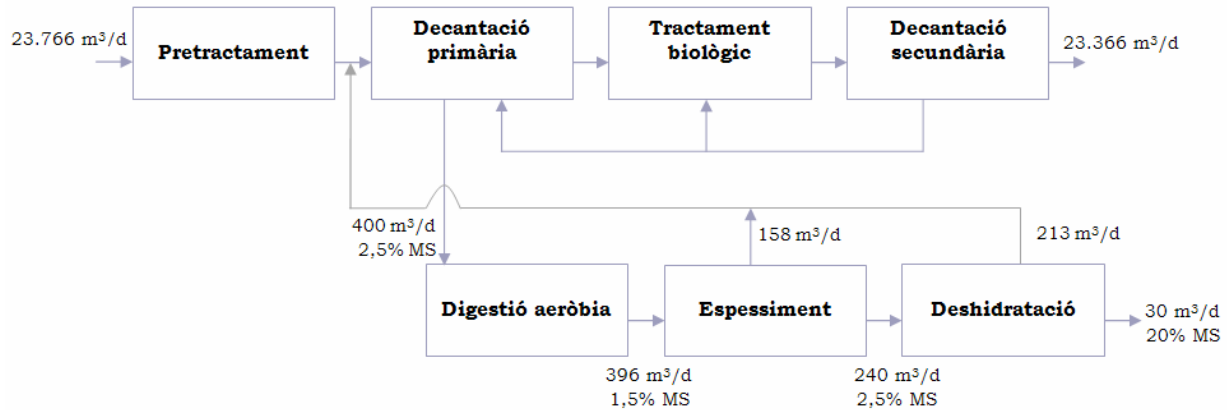 23.766 m³/d
Pretractament
Decantació
primària
Tractament
biològic
Decantació
secundària
23.366 m³/d
400 m³/d
2,5% MS
158 m³/d
213 m³/d
Digestió aeròbia
Espessiment
Deshidratació
30 m³/d
20% MS
396 m³/d
1,5% MS
240 m³/d
2,5% MS